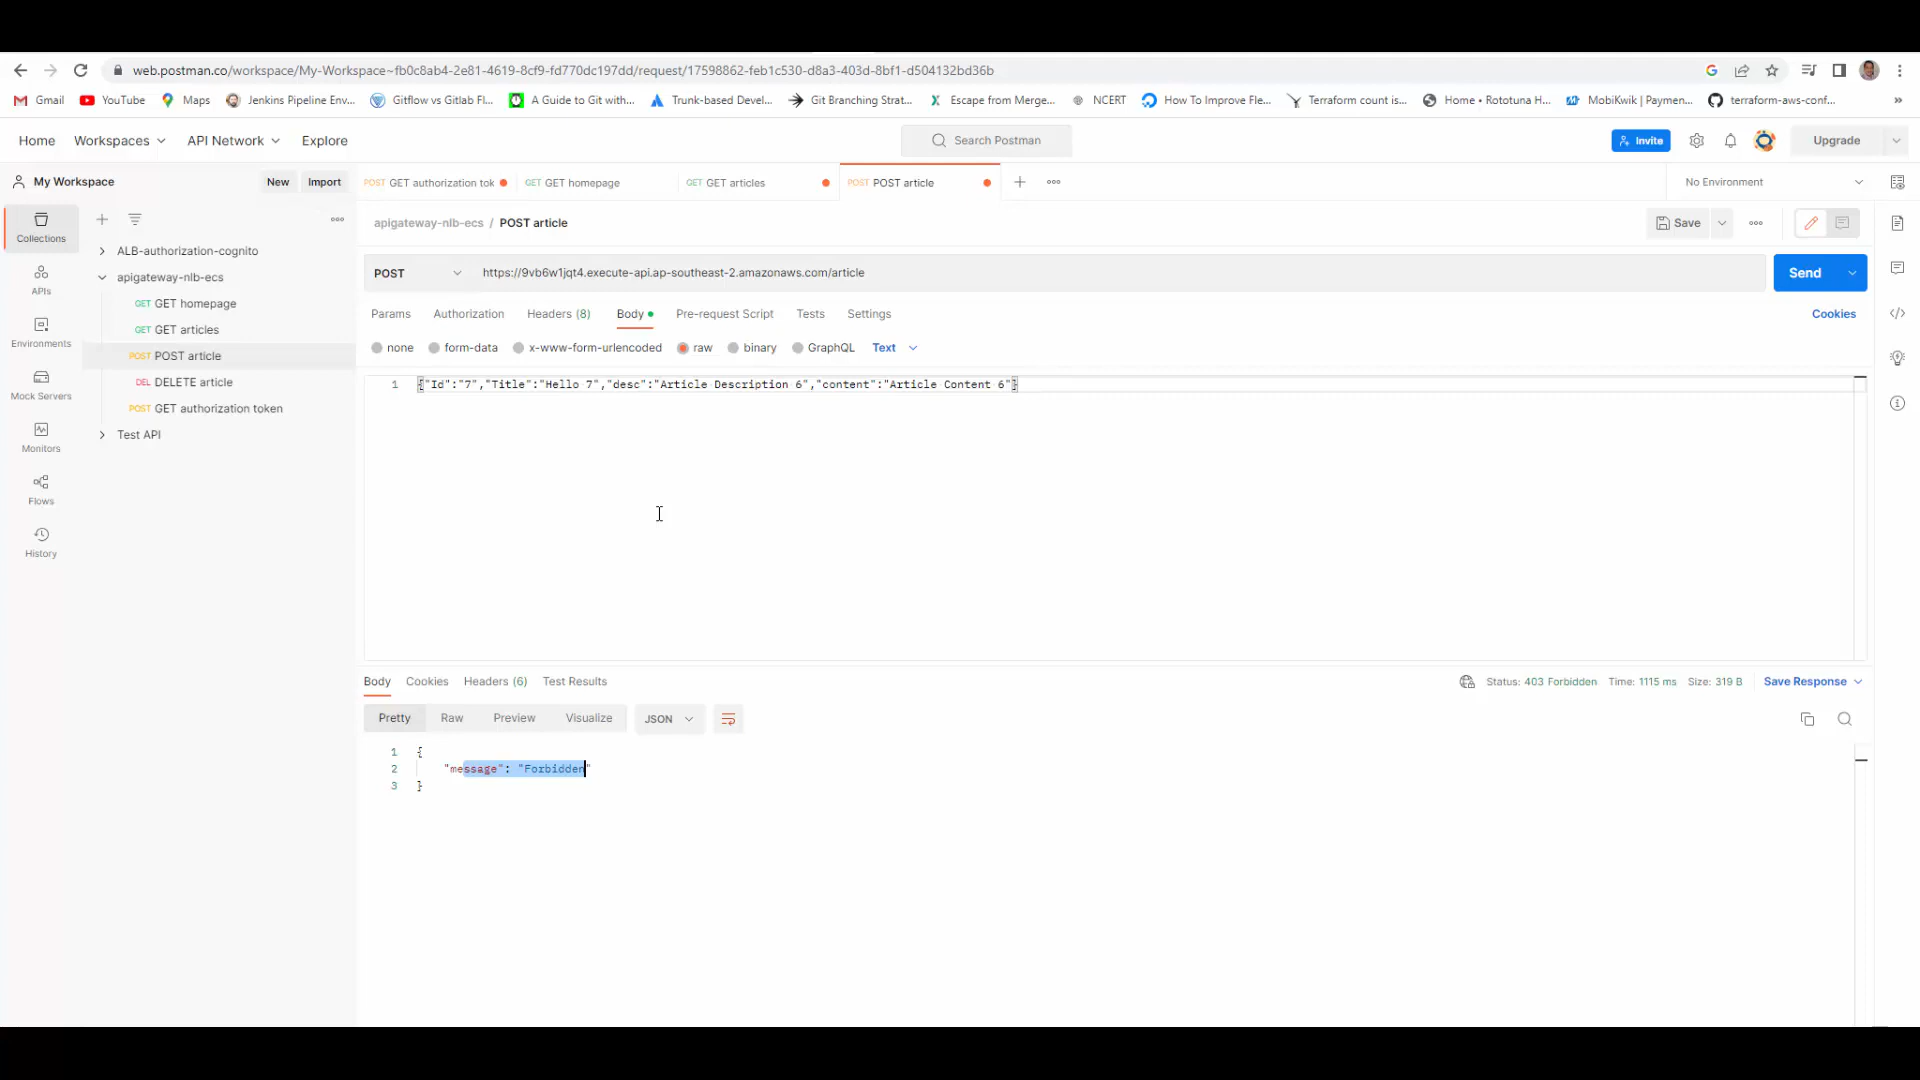 web.postman.co/workspace/My-Workspace~fb0c8ab4-2e81-4619-8cf9-fd770dc197dd/request/17598862-feb1c530-d8a3-403d-8bf1-d504132bd36b
Gmail YouTube Maps Jenkins Pipeline Env... Gitflow vs Gitlab Fl... A Guide to Git with... Trunk-based Devel... Git Branching Strat... Escape from Merge... NCERT How To Improve Fle... Terraform count is... Home • Rototuna H... MobiKwik | Paymen... terraform-aws-conf... »
Home Workspaces API Network Explore Search Postman Invite Upgrade
My Workspace New Import POST GET authorization tok GET GET homepage GET GET articles POST POST article No Environment
Collections
APIs
Environments
Mock Servers
Monitors
Flows
History
ALB-authorization-cognito
apigateway-nlb-ecs
GET GET homepage
GET GET articles
POST POST article
DEL DELETE article
POST GET authorization token
Test API
apigateway-nlb-ecs / POST article Save
POST https://9vb6w1jqt4.execute-api.ap-southeast-2.amazonaws.com/article Send
Params Authorization Headers (8) Body Pre-request Script Tests Settings Cookies
none form-data x-www-form-urlencoded raw binary GraphQL Text
1 {"Id":"7","Title":"Hello 7","desc":"Article Description 6","content":"Article Content 6"}
Body Cookies Headers (6) Test Results Status: 403 Forbidden Time: 1115 ms Size: 319 B Save Response
Pretty Raw Preview Visualize JSON
1 {
2 "message": "Forbidden"
3 }